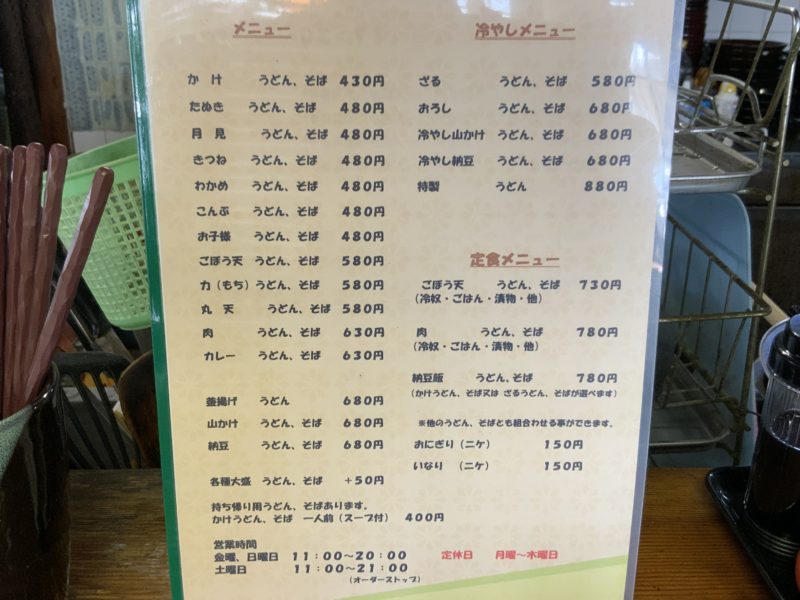 メニュー
かけ うどん、そば 430円
たぬき うどん、そば 480円
月見 うどん、そば 480円
きつね うどん、そば 480円
わかめ うどん、そば 480円
こんぶ うどん、そば 480円
お子様 うどん、そば 480円
ごぼう天 うどん、そば 580円
力(もち) うどん、そば 580円
丸天 うどん、そば 580円
肉 うどん、そば 630円
カレー うどん、そば 630円
釜揚げ うどん 680円
山かけ うどん、そば 680円
納豆 うどん、そば 680円
各種大盛 うどん、そば +50円
持ち帰り用うどん、そばあります。
かけうどん、そば 一人前(スープ付) 400円
営業時間
金曜、日曜日 11:00～20:00
土曜日 11:00～21:00
(オーダーストップ)
定休日 月曜～木曜日
冷やしメニュー
ざる うどん、そば 580円
おろし うどん、そば 680円
冷やし山かけ うどん、そば 680円
冷やし納豆 うどん、そば 680円
特製 うどん 880円
定食メニュー
ごぼう天 うどん、そば 730円
(冷奴・ごはん・漬物・他)
肉 うどん、そば 780円
(冷奴・ごはん・漬物・他)
納豆飯 うどん、そば 780円
(かけうどん、そば又は ざるうどん、そばが選べます)
※他のうどん、そばとも組合わせる事ができます。
おにぎり (ニケ) 150円
いなり (ニケ) 150円